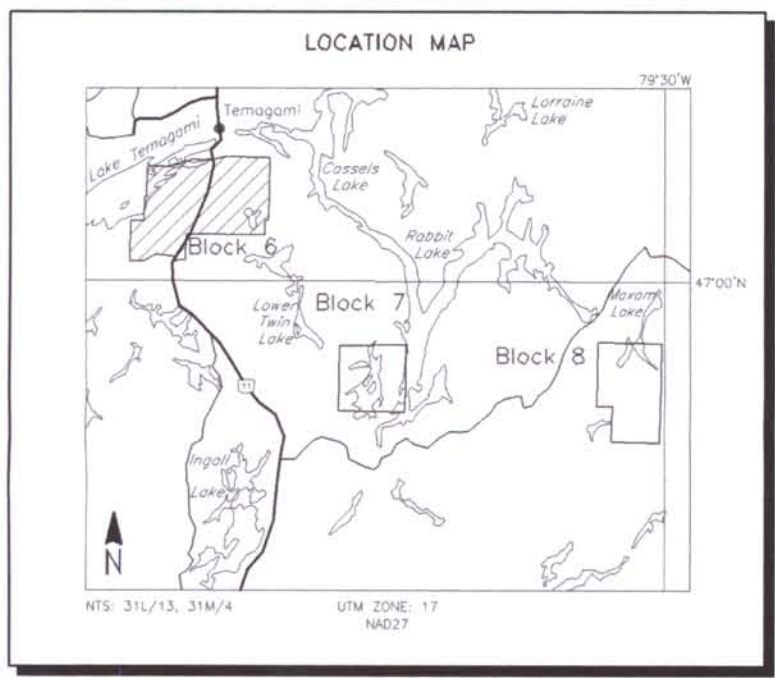 LOCATION MAP
79°30'W
Temagami
Lorraine
Lake
Lake Temagami
Cassels
Lake
Rabbit
Lake
Block 6
47°00'N
Lower
Twin
Lake
Block 7
Maxam
Lake
Block 8
11
Ingall
Lake
N
NTS: 31L/13, 31M/4
UTM ZONE: 17
NAD27